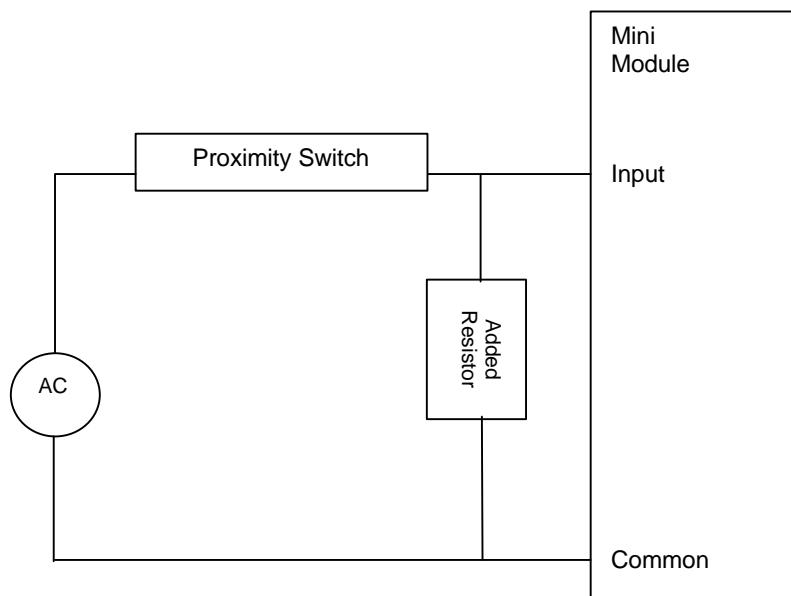 Mini
Module
Proximity Switch
Input
Added
Resistor
AC
Common